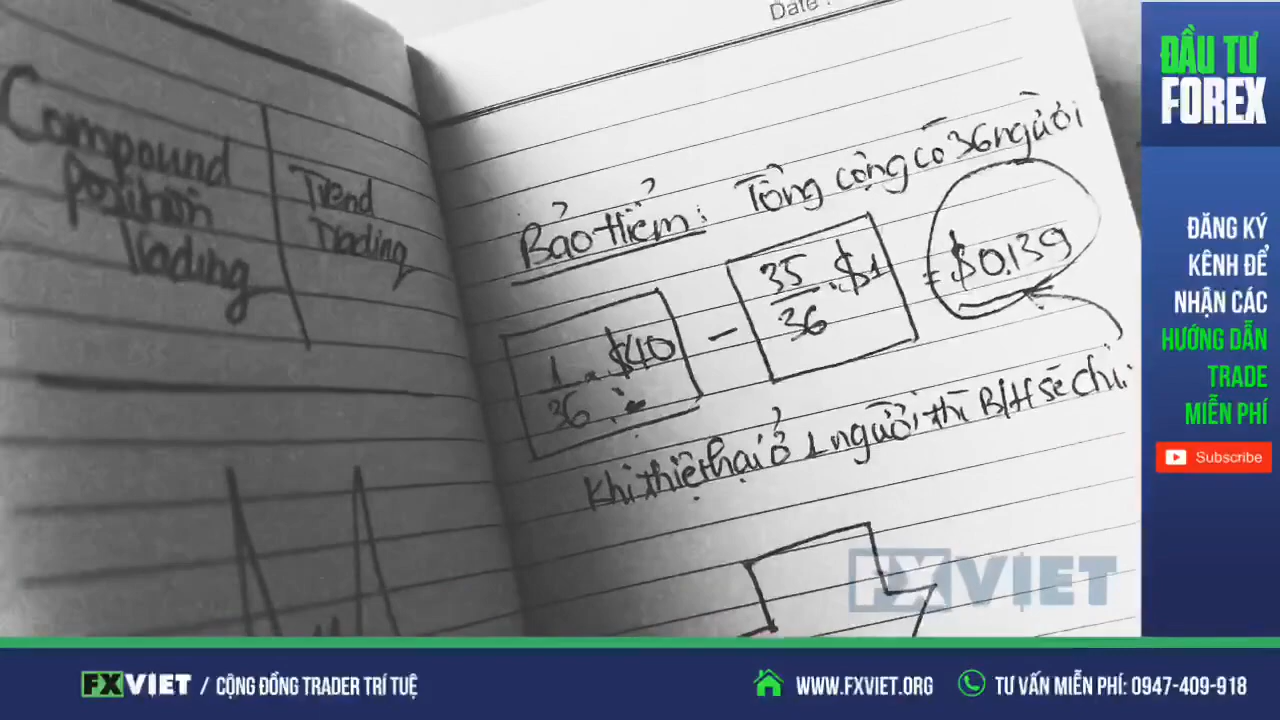 Date :
Compound
Position
Trading
Trend
Trading
Bảo Hiểm : Tổng cộng có 36 người
1/36 . $40 – 35/36 . $1 = $0.139
Khi thiệt hại ở 1 người thì B/H sẽ chi
FXVIET
ĐẦU TƯ
FOREX
ĐĂNG KÝ
KÊNH ĐỂ
NHẬN CÁC
HƯỚNG DẪN
TRADE
MIỄN PHÍ
Subscribe
FXVIET / CỘNG ĐỒNG TRADER TRÍ TUỆ
WWW.FXVIET.ORG
TƯ VẤN MIỄN PHÍ: 0947-409-918